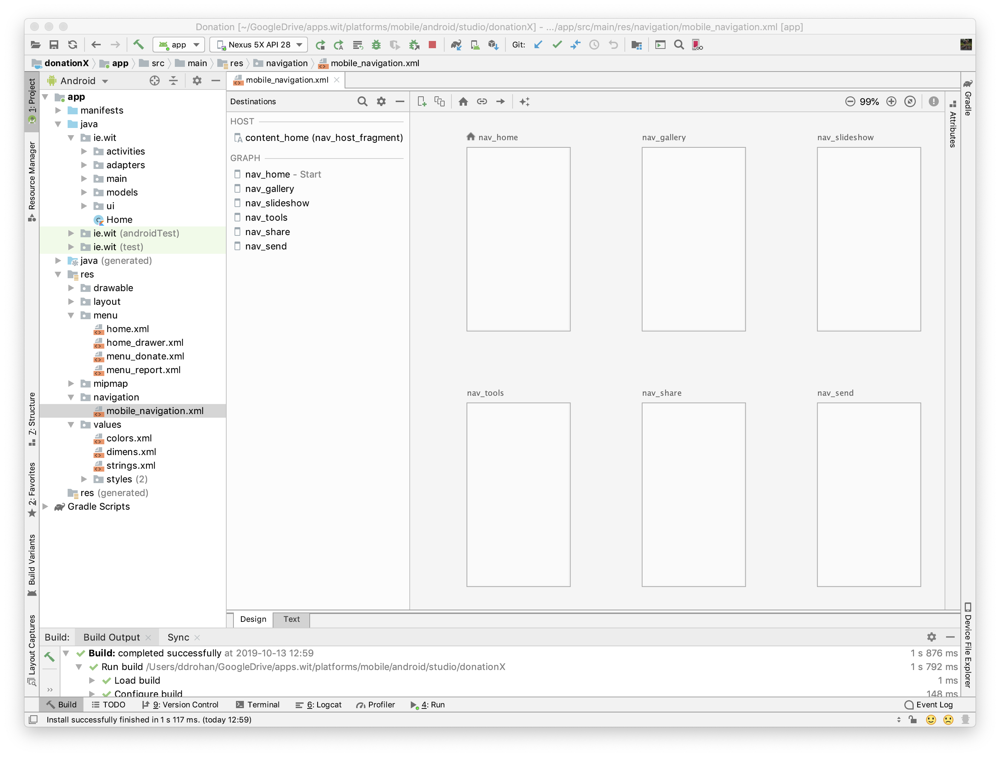 Donation [~/GoogleDrive/apps.wit/platforms/mobile/android/studio/donationX] - .../app/src/main/res/navigation/mobile_navigation.xml [app]
app
Nexus 5X API 28
Git:
donationX
app
src
main
res
navigation
mobile_navigation.xml
1: Project
Resource Manager
7: Structure
2: Favorites
Build Variants
Layout Captures
Android
app
manifests
java
ie.wit
activities
adapters
main
models
ui
Home
ie.wit (androidTest)
ie.wit (test)
java (generated)
res
drawable
layout
menu
home.xml
home_drawer.xml
menu_donate.xml
menu_report.xml
mipmap
navigation
mobile_navigation.xml
values
colors.xml
dimens.xml
strings.xml
styles (2)
res (generated)
Gradle Scripts
mobile_navigation.xml
Destinations
HOST
content_home (nav_host_fragment)
GRAPH
nav_home - Start
nav_gallery
nav_slideshow
nav_tools
nav_share
nav_send
99%
nav_home
nav_gallery
nav_slideshow
nav_tools
nav_share
nav_send
Attributes
Gradle
Device File Explorer
Design
Text
Build:
Build Output
Sync
Build: completed successfully at 2019-10-13 12:59
1 s 876 ms
Run build /Users/ddrohan/GoogleDrive/apps.wit/platforms/mobile/android/studio/donationX
1 s 792 ms
Load build
1 ms
Configure build
148 ms
Build
TODO
9: Version Control
Terminal
6: Logcat
Profiler
4: Run
Event Log
Install successfully finished in 1 s 117 ms. (today 12:59)